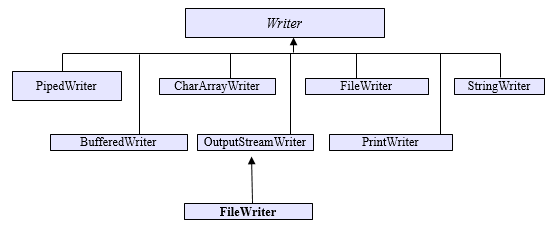 Writer
PipedWriter
CharArrayWriter
FileWriter
StringWriter
BufferedWriter
OutputStreamWriter
PrintWriter
FileWriter